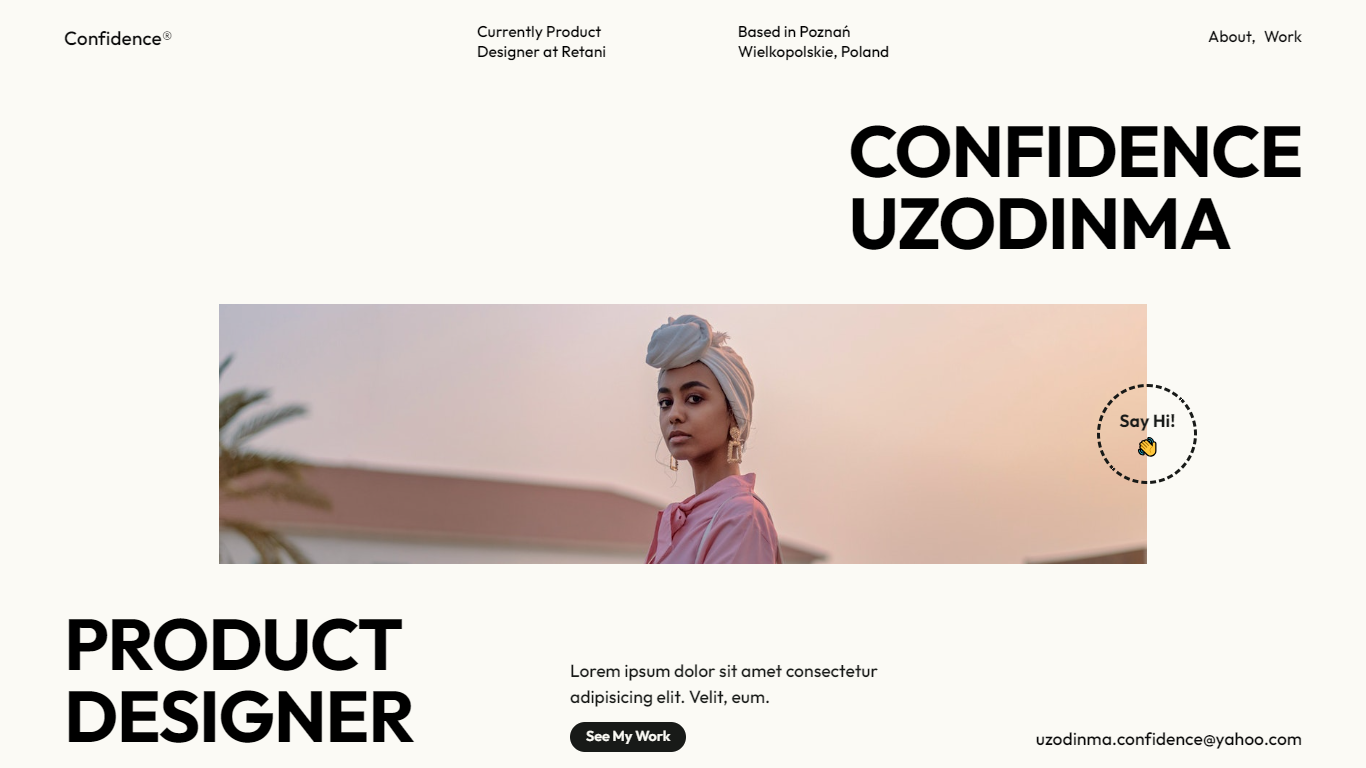 Confidence®
Currently Product
Designer at Retani
Based in Poznań
Wielkopolskie, Poland
About, Work
CONFIDENCE
UZODINMA
Say Hi!
PRODUCT
DESIGNER
Lorem ipsum dolor sit amet consectetur
adipisicing elit. Velit, eum.
See My Work
uzodinma.confidence@yahoo.com